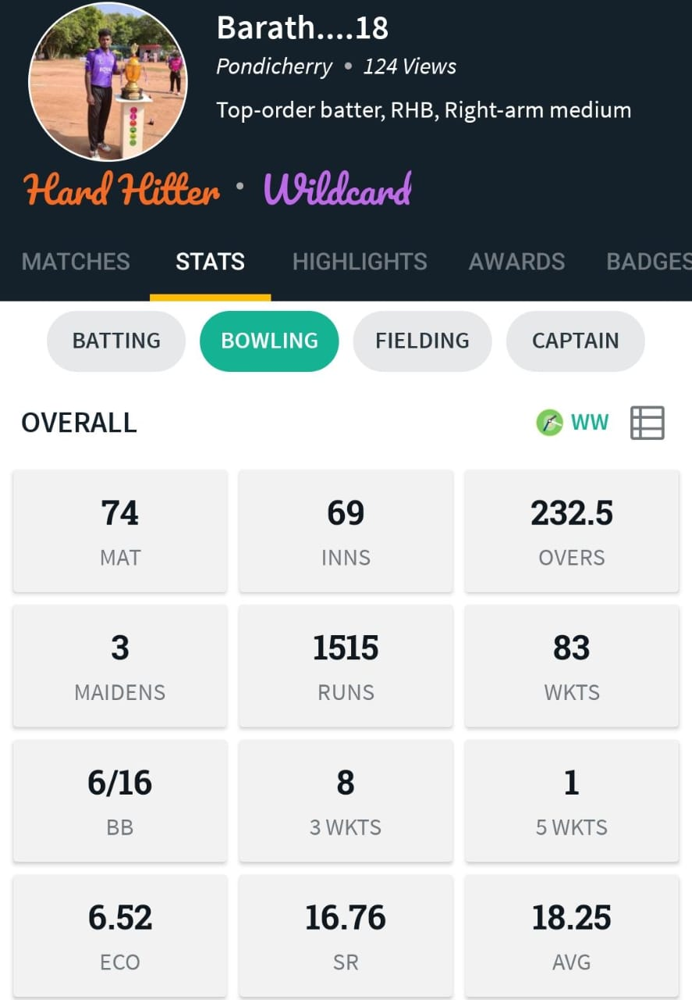 Barath....18
Pondicherry • 124 Views
Top-order batter, RHB, Right-arm medium
Hard Hitter · Wildcard
MATCHES STATS HIGHLIGHTS AWARDS BADGES
BATTING BOWLING FIELDING CAPTAIN
OVERALL WW
74 69 232.5
MAT INNS OVERS
3 1515 83
MAIDENS RUNS WKTS
6/16 8 1
BB 3 WKTS 5 WKTS
6.52 16.76 18.25
ECO SR AVG